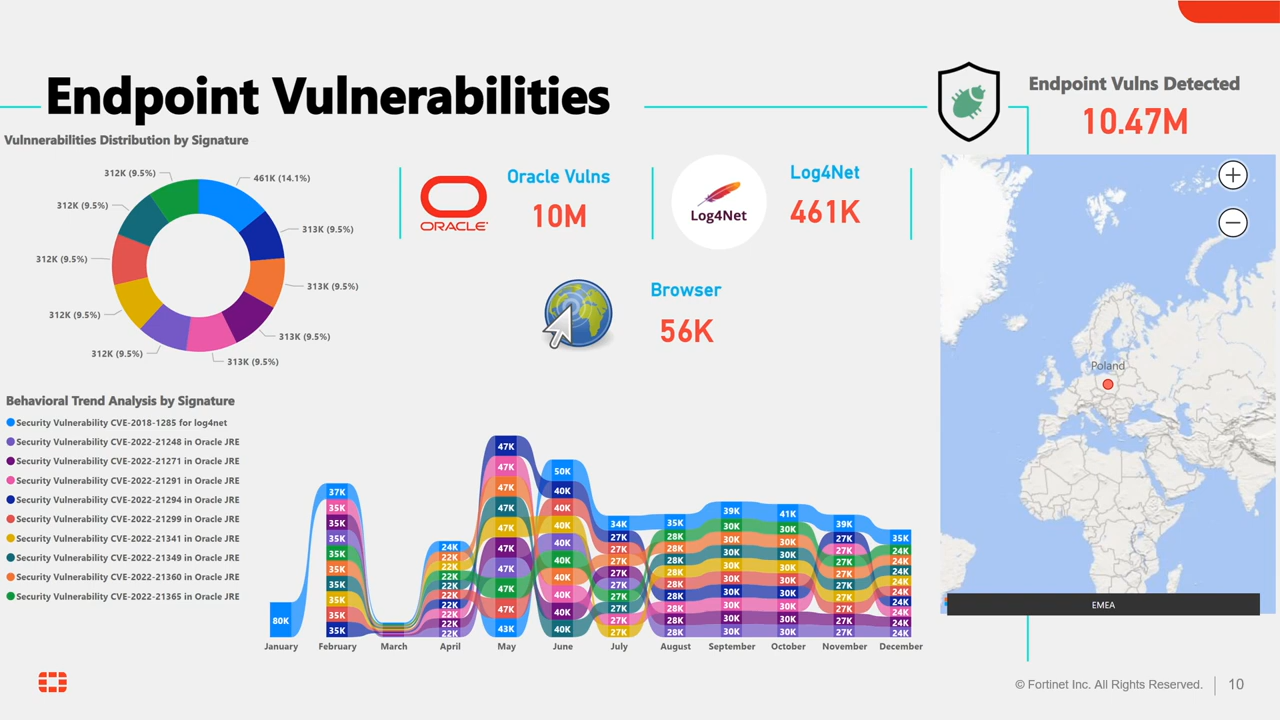 Endpoint Vulnerabilities
Endpoint Vulns Detected
10.47M
Vulnnerabilities Distribution by Signature
312K (9.5%)
461K (14.1%)
312K (9.5%)
313K (9.5%)
312K (9.5%)
313K (9.5%)
312K (9.5%)
313K (9.5%)
312K (9.5%)
313K (9.5%)
ORACLE
Oracle Vulns
10M
Log4Net
Log4Net
461K
Browser
56K
Poland
EMEA
Behavioral Trend Analysis by Signature
Security Vulnerability CVE-2018-1285 for log4net
Security Vulnerability CVE-2022-21248 in Oracle JRE
Security Vulnerability CVE-2022-21271 in Oracle JRE
Security Vulnerability CVE-2022-21291 in Oracle JRE
Security Vulnerability CVE-2022-21294 in Oracle JRE
Security Vulnerability CVE-2022-21299 in Oracle JRE
Security Vulnerability CVE-2022-21341 in Oracle JRE
Security Vulnerability CVE-2022-21349 in Oracle JRE
Security Vulnerability CVE-2022-21360 in Oracle JRE
Security Vulnerability CVE-2022-21365 in Oracle JRE
80K
37K
35K
35K
35K
35K
35K
35K
35K
35K
35K
24K
22K
22K
22K
22K
22K
22K
22K
22K
22K
47K
47K
47K
47K
47K
47K
47K
47K
47K
43K
50K
40K
40K
40K
40K
40K
40K
40K
40K
40K
34K
27K
27K
27K
27K
27K
27K
27K
27K
27K
35K
28K
28K
28K
28K
28K
28K
28K
28K
28K
39K
30K
30K
30K
30K
30K
30K
30K
30K
30K
41K
30K
30K
30K
30K
30K
30K
30K
30K
30K
39K
27K
27K
27K
27K
27K
27K
27K
27K
27K
35K
24K
24K
24K
24K
24K
24K
24K
24K
24K
January February March April May June July August September October November December
© Fortinet Inc. All Rights Reserved. 10